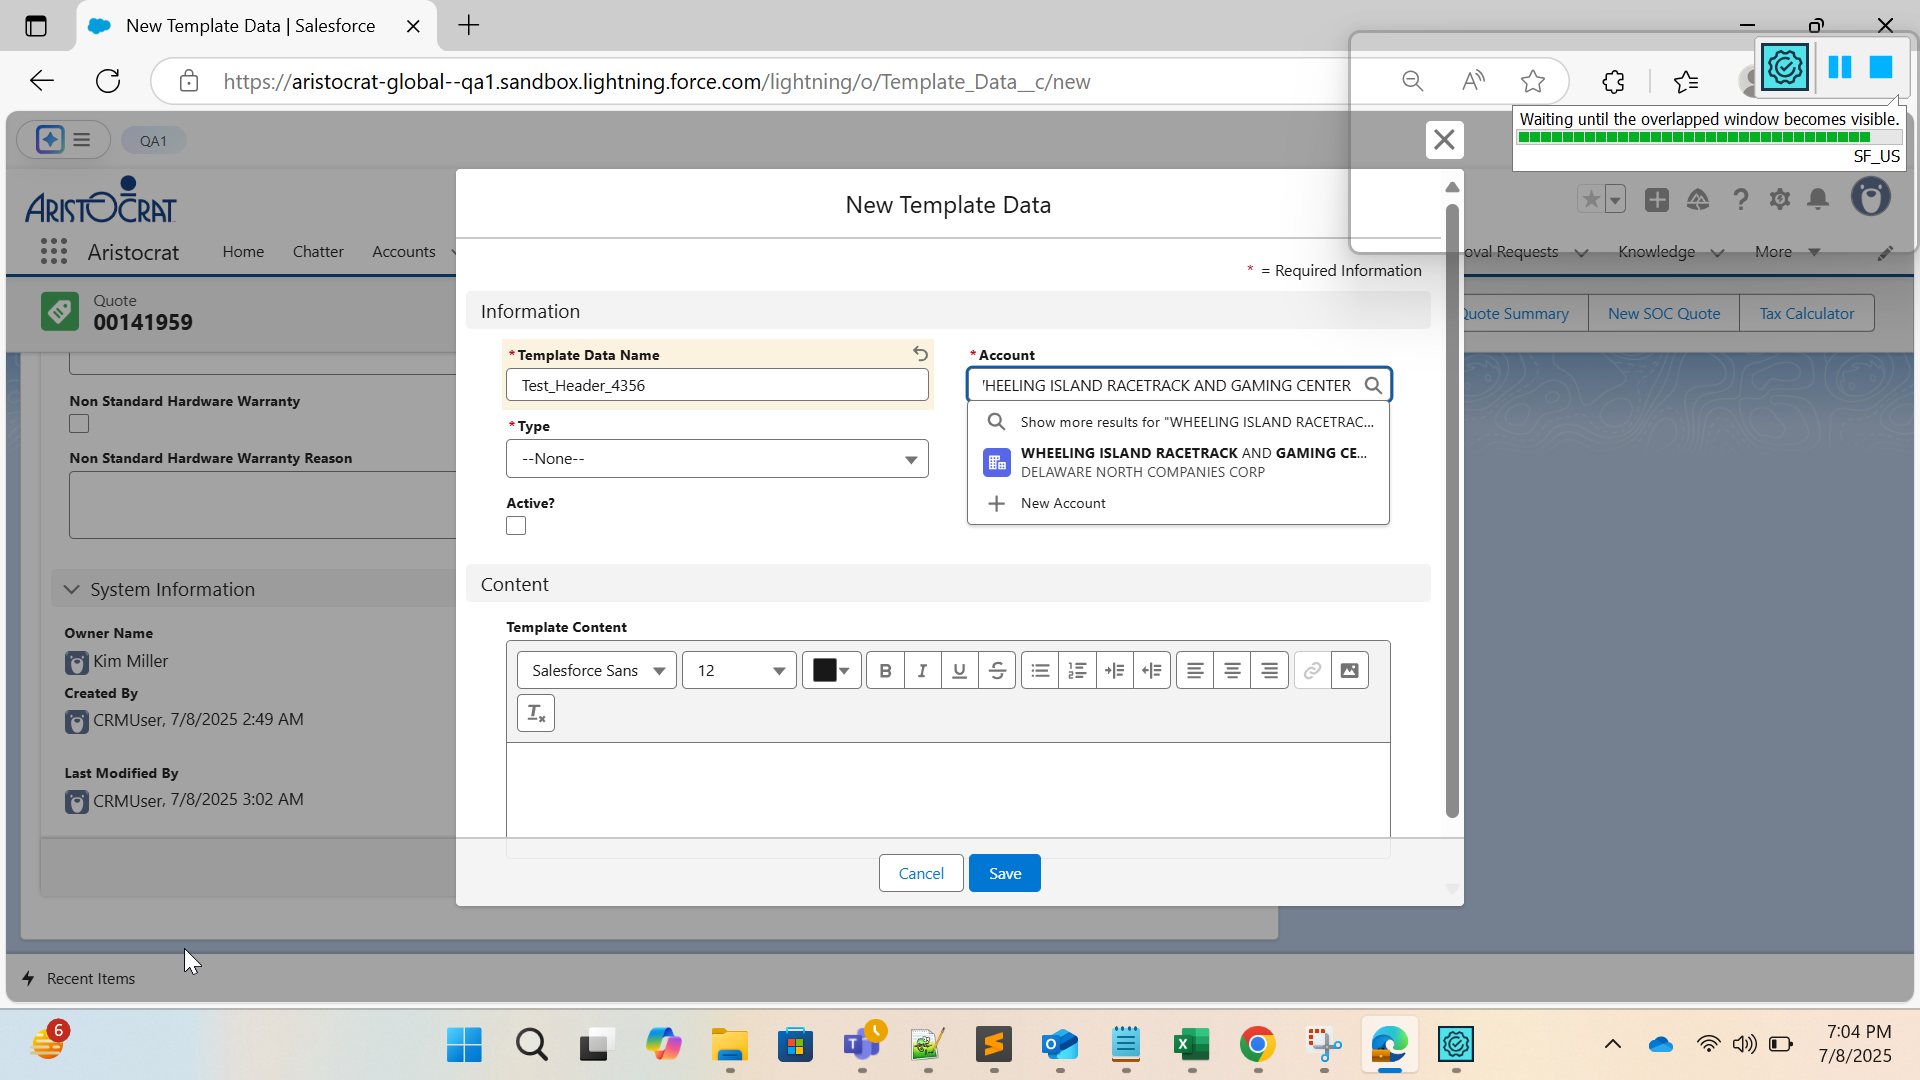 New Template Data | Salesforce
https://aristocrat-global--qa1.sandbox.lightning.force.com/lightning/o/Template_Data__c/new
Waiting until the overlapped window becomes visible.
SF_US
QA1
ARISTOCRAT
New Template Data
Aristocrat
Home
Chatter
Accounts
oval Requests
Knowledge
More
* = Required Information
Quote
00141959
Quote Summary
New SOC Quote
Tax Calculator
Information
*Template Data Name
Test_Header_4356
*Account
HEELING ISLAND RACETRACK AND GAMING CENTER
Show more results for "WHEELING ISLAND RACETRAC...
WHEELING ISLAND RACETRACK AND GAMING CE...
DELAWARE NORTH COMPANIES CORP
New Account
*Type
--None--
Active?
Non Standard Hardware Warranty
Non Standard Hardware Warranty Reason
Content
Template Content
Salesforce Sans
12
System Information
Owner Name
Kim Miller
Created By
CRMUser, 7/8/2025 2:49 AM
Last Modified By
CRMUser, 7/8/2025 3:02 AM
Cancel
Save
Recent Items
6
7:04 PM
7/8/2025